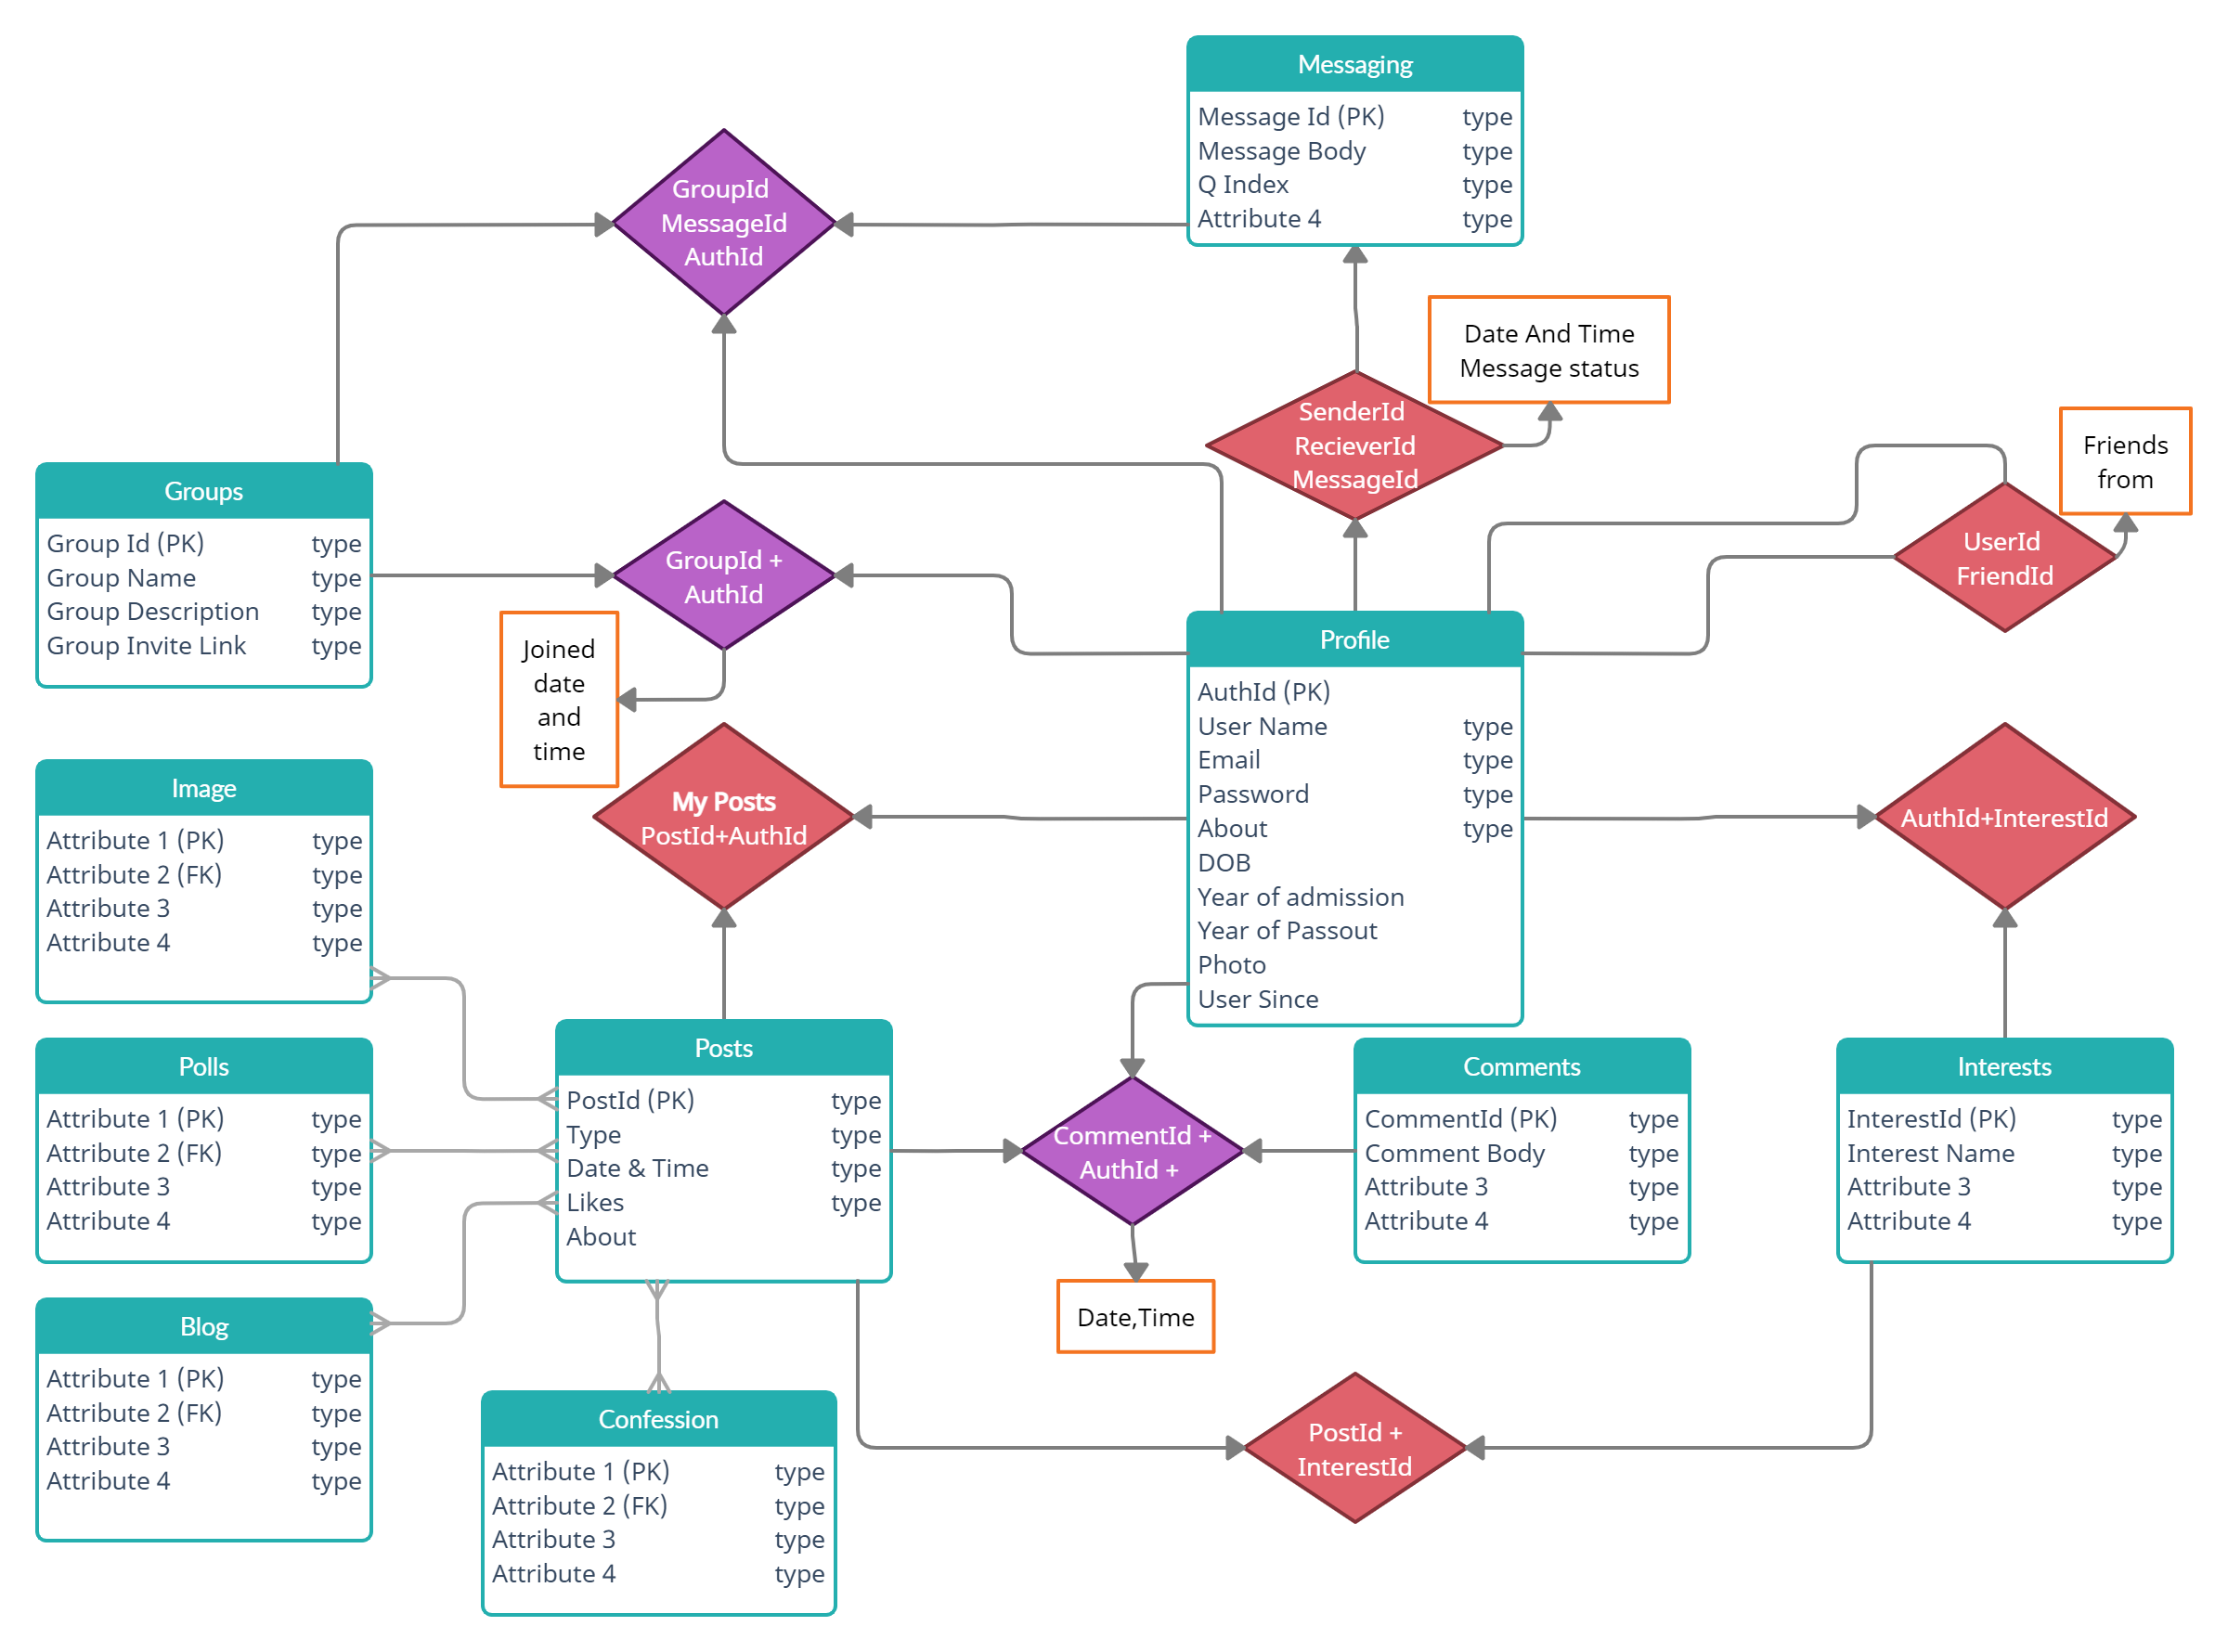 Messaging
Message Id (PK) type
Message Body type
Q Index type
Attribute 4 type
GroupId
MessageId
AuthId
Date And Time
Message status
SenderId
RecieverId
MessageId
Friends
from
UserId
FriendId
Groups
Group Id (PK) type
Group Name type
Group Description type
Group Invite Link type
GroupId +
AuthId
Joined
date
and
time
Profile
AuthId (PK)
User Name type
Email type
Password type
About type
DOB
Year of admission
Year of Passout
Photo
User Since
My Posts
PostId+AuthId
AuthId+InterestId
Image
Attribute 1 (PK) type
Attribute 2 (FK) type
Attribute 3 type
Attribute 4 type
Polls
Attribute 1 (PK) type
Attribute 2 (FK) type
Attribute 3 type
Attribute 4 type
Posts
PostId (PK) type
Type type
Date & Time type
Likes type
About
CommentId +
AuthId +
Date,Time
Comments
CommentId (PK) type
Comment Body type
Attribute 3 type
Attribute 4 type
Interests
InterestId (PK) type
Interest Name type
Attribute 3 type
Attribute 4 type
Blog
Attribute 1 (PK) type
Attribute 2 (FK) type
Attribute 3 type
Attribute 4 type
Confession
Attribute 1 (PK) type
Attribute 2 (FK) type
Attribute 3 type
Attribute 4 type
PostId +
InterestId